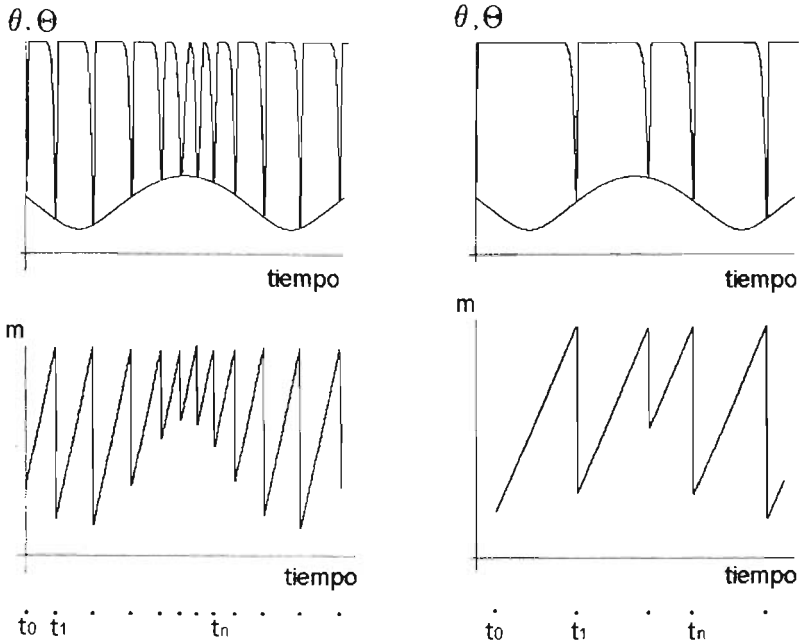 θ.Θ
tiempo
m
tiempo
t0 t1 tn
θ,Θ
tiempo
m
tiempo
t0 t1 tn